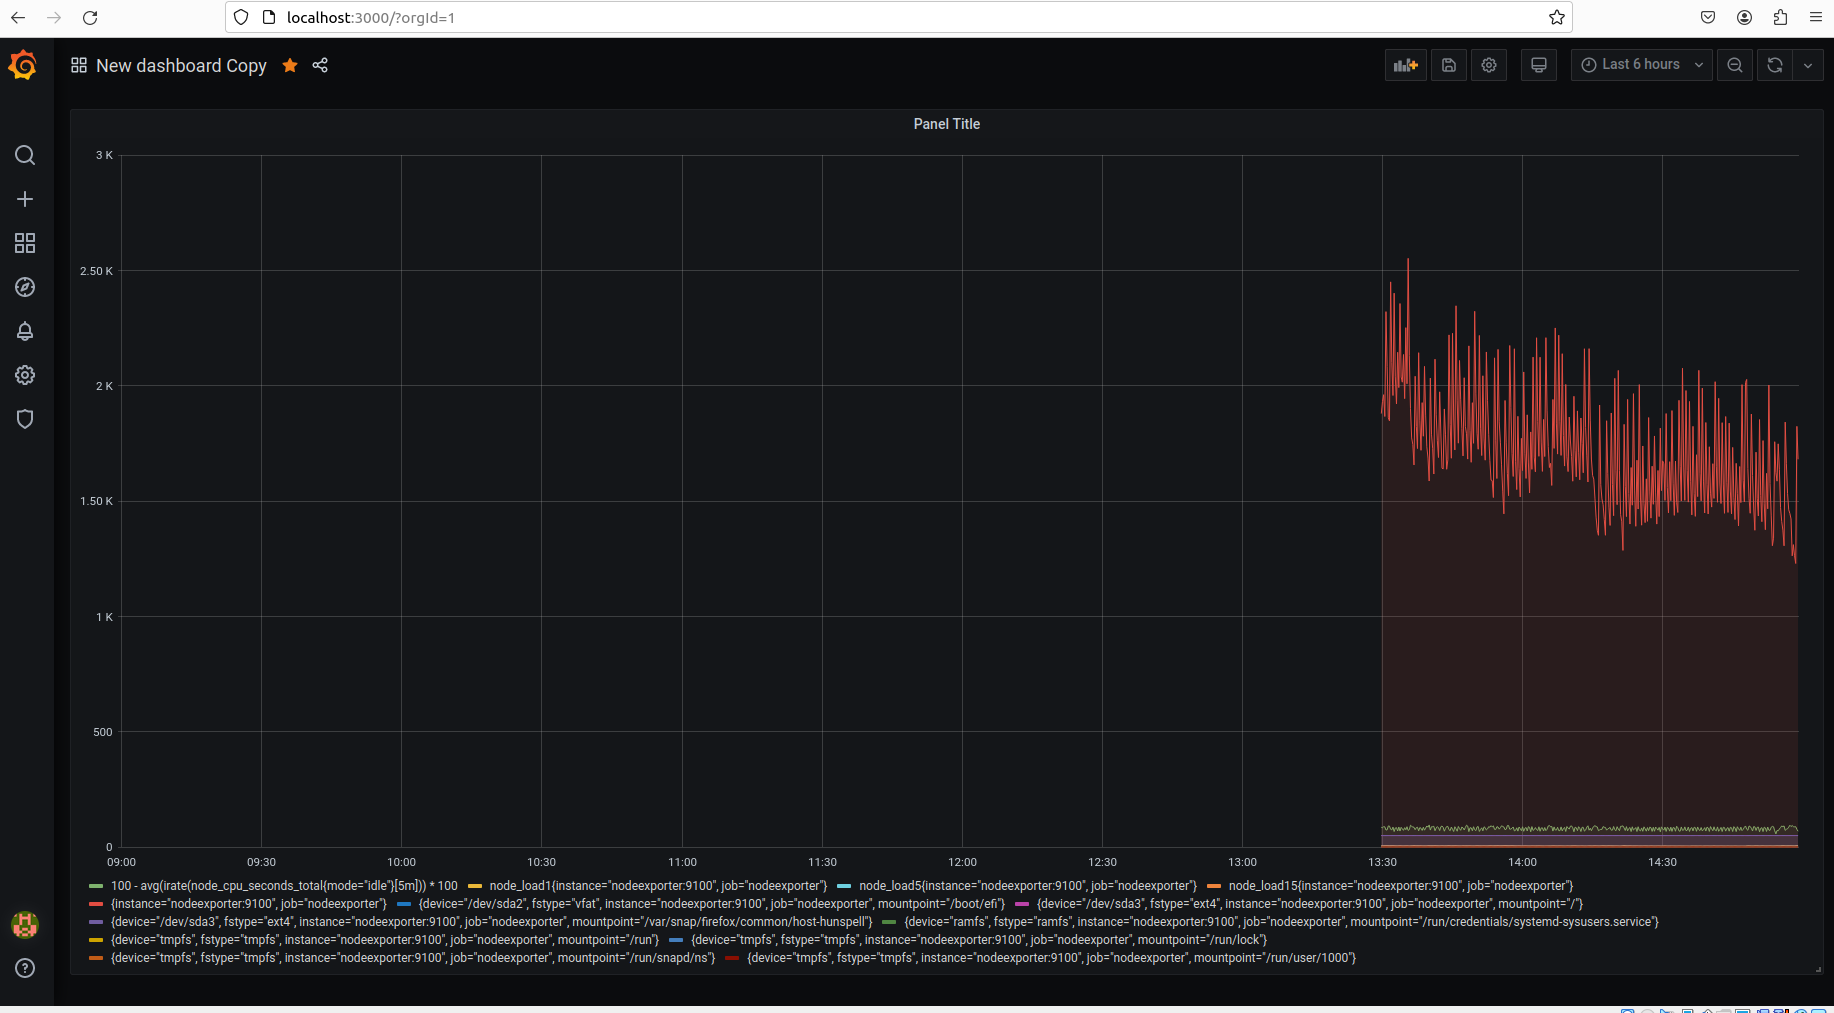 localhost:3000/?orgId=1
New dashboard Copy
Last 6 hours
Panel Title
3 K
2.50 K
2 K
1.50 K
1 K
500
0
09:00 09:30 10:00 10:30 11:00 11:30 12:00 12:30 13:00 13:30 14:00 14:30
100 - avg(irate(node_cpu_seconds_total{mode="idle"}[5m])) * 100 node_load1{instance="nodeexporter:9100", job="nodeexporter"} node_load5{instance="nodeexporter:9100", job="nodeexporter"} node_load15{instance="nodeexporter:9100", job="nodeexporter"}
{instance="nodeexporter:9100", job="nodeexporter"} {device="/dev/sda2", fstype="vfat", instance="nodeexporter:9100", job="nodeexporter", mountpoint="/boot/efi"} {device="/dev/sda3", fstype="ext4", instance="nodeexporter:9100", job="nodeexporter", mountpoint="/"}
{device="/dev/sda3", fstype="ext4", instance="nodeexporter:9100", job="nodeexporter", mountpoint="/var/snap/firefox/common/host-hunspell"} {device="ramfs", fstype="ramfs", instance="nodeexporter:9100", job="nodeexporter", mountpoint="/run/credentials/systemd-sysusers.service"}
{device="tmpfs", fstype="tmpfs", instance="nodeexporter:9100", job="nodeexporter", mountpoint="/run"} {device="tmpfs", fstype="tmpfs", instance="nodeexporter:9100", job="nodeexporter", mountpoint="/run/lock"}
{device="tmpfs", fstype="tmpfs", instance="nodeexporter:9100", job="nodeexporter", mountpoint="/run/snapd/ns"} {device="tmpfs", fstype="tmpfs", instance="nodeexporter:9100", job="nodeexporter", mountpoint="/run/user/1000"}